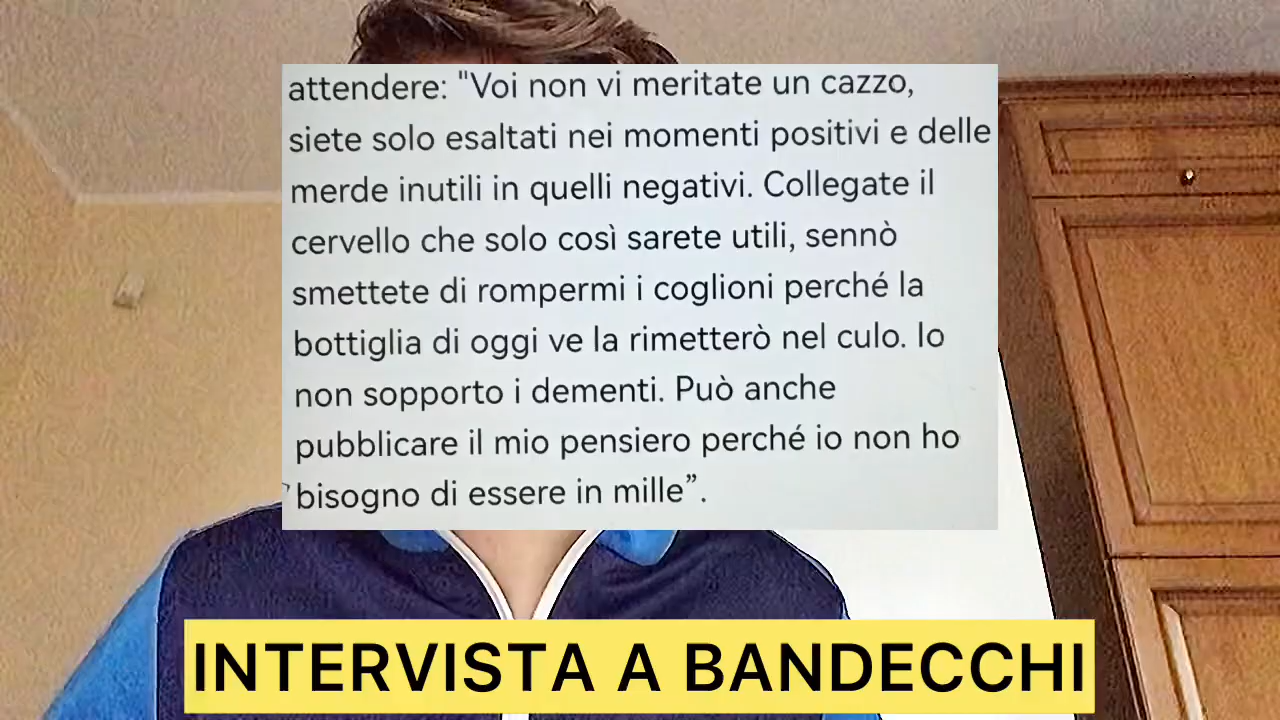 attendere: "Voi non vi meritate un cazzo,
siete solo esaltati nei momenti positivi e delle
merde inutili in quelli negativi. Collegate il
cervello che solo così sarete utili, sennò
smettete di rompermi i coglioni perché la
bottiglia di oggi ve la rimetterò nel culo. Io
non sopporto i dementi. Può anche
pubblicare il mio pensiero perché io non ho
bisogno di essere in mille”.
INTERVISTA A BANDECCHI